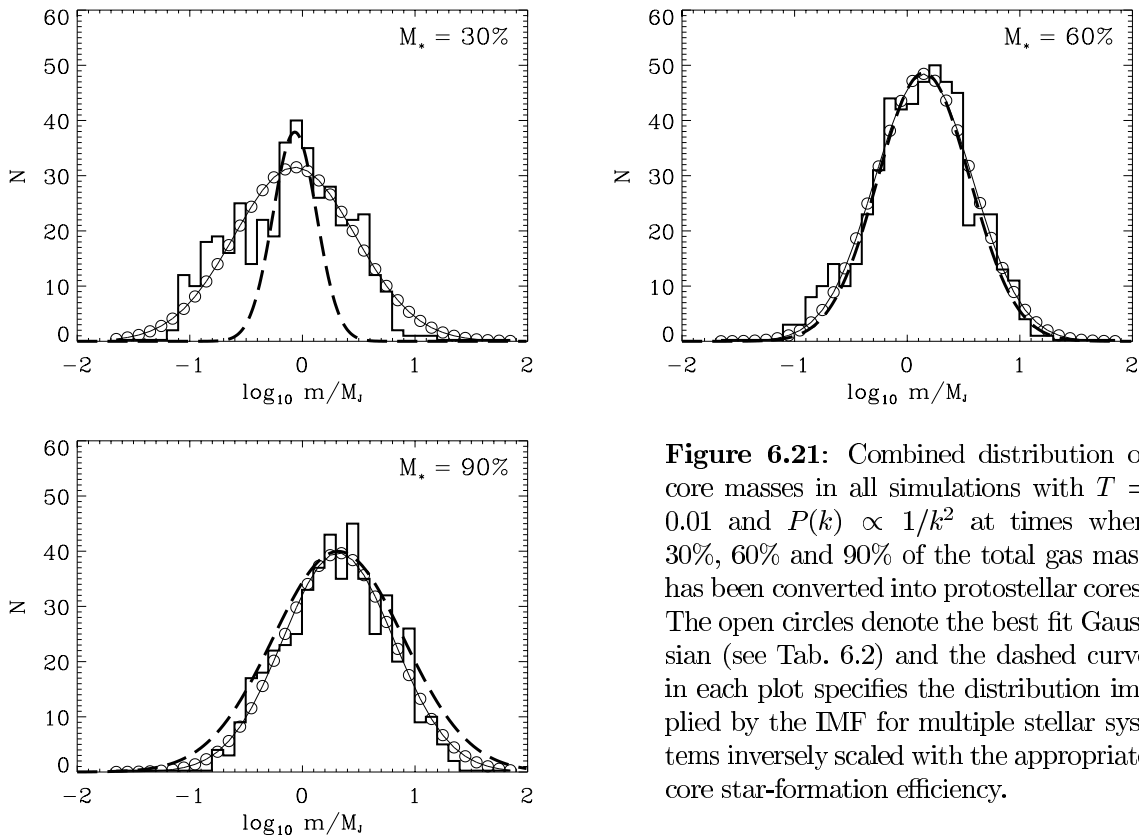 60
50
40
30
20
10
0
N
M* = 30%
−2 −1 0 1 2
log10 m/MJ
60
50
40
30
20
10
0
N
M* = 60%
−2 −1 0 1 2
log10 m/MJ
60
50
40
30
20
10
0
N
M* = 90%
−2 −1 0 1 2
log10 m/MJ
Figure 6.21: Combined distribution o
core masses in all simulations with T =
0.01 and P(k) ∝ 1/k² at times when
30%, 60% and 90% of the total gas mas
has been converted into protostellar cores
The open circles denote the best fit Gaus
sian (see Tab. 6.2) and the dashed curve
in each plot specifies the distribution im
plied by the IMF for multiple stellar sys
tems inversely scaled with the appropriate
core star-formation efficiency.